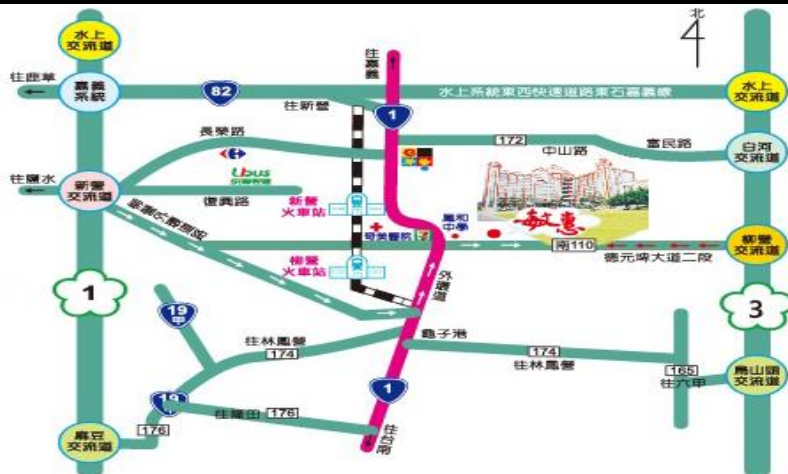 北
水上
交流道
往鹿草
嘉義
系統
82
往新營
往嘉義
1
水上系統東西快速道路東石嘉義線
水上
交流道
長榮路
172
中山路
富民路
白河
交流道
往鹽水
新營
交流道
Ubus
復興路
新營
火車站
奇美醫院
鳳和
中學
敏惠
南110
德元埤大道二段
柳營
交流道
柳營
火車站
外環道
1
3
19
甲
往林鳳營
174
龜子港
174
往林鳳營
165
往六甲
烏山頭
交流道
19
甲
176
往隆田
176
1
往台南
麻豆
交流道